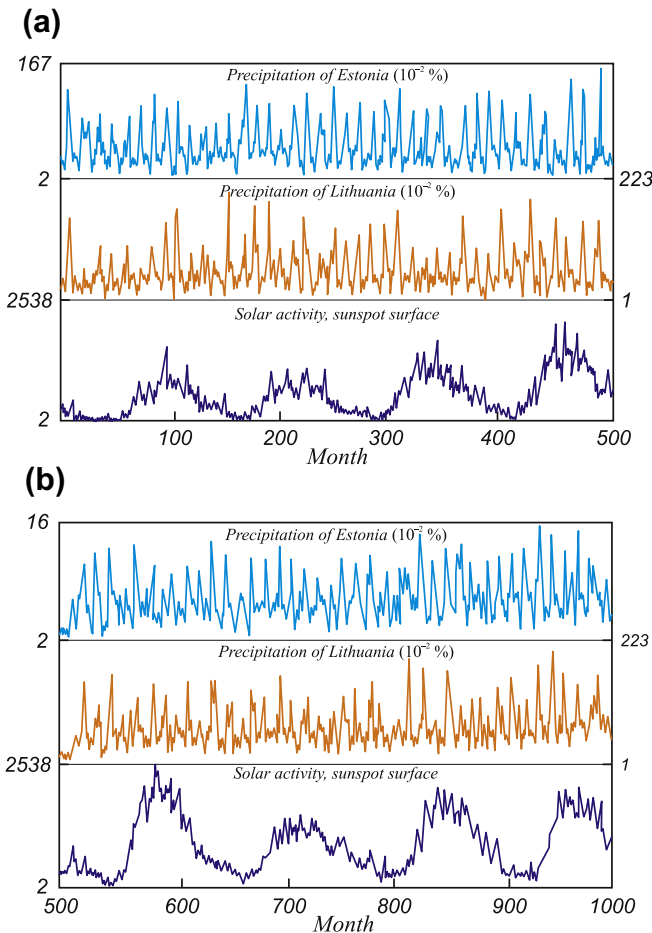 (a)
167
Precipitation of Estonia (10⁻² %)
2
223
Precipitation of Lithuania (10⁻² %)
2538
1
Solar activity, sunspot surface
2
100 200 300 400 500
Month
(b)
16
Precipitation of Estonia (10⁻² %)
2
223
Precipitation of Lithuania (10⁻² %)
2538
1
Solar activity, sunspot surface
2
500 600 700 800 900 1000
Month